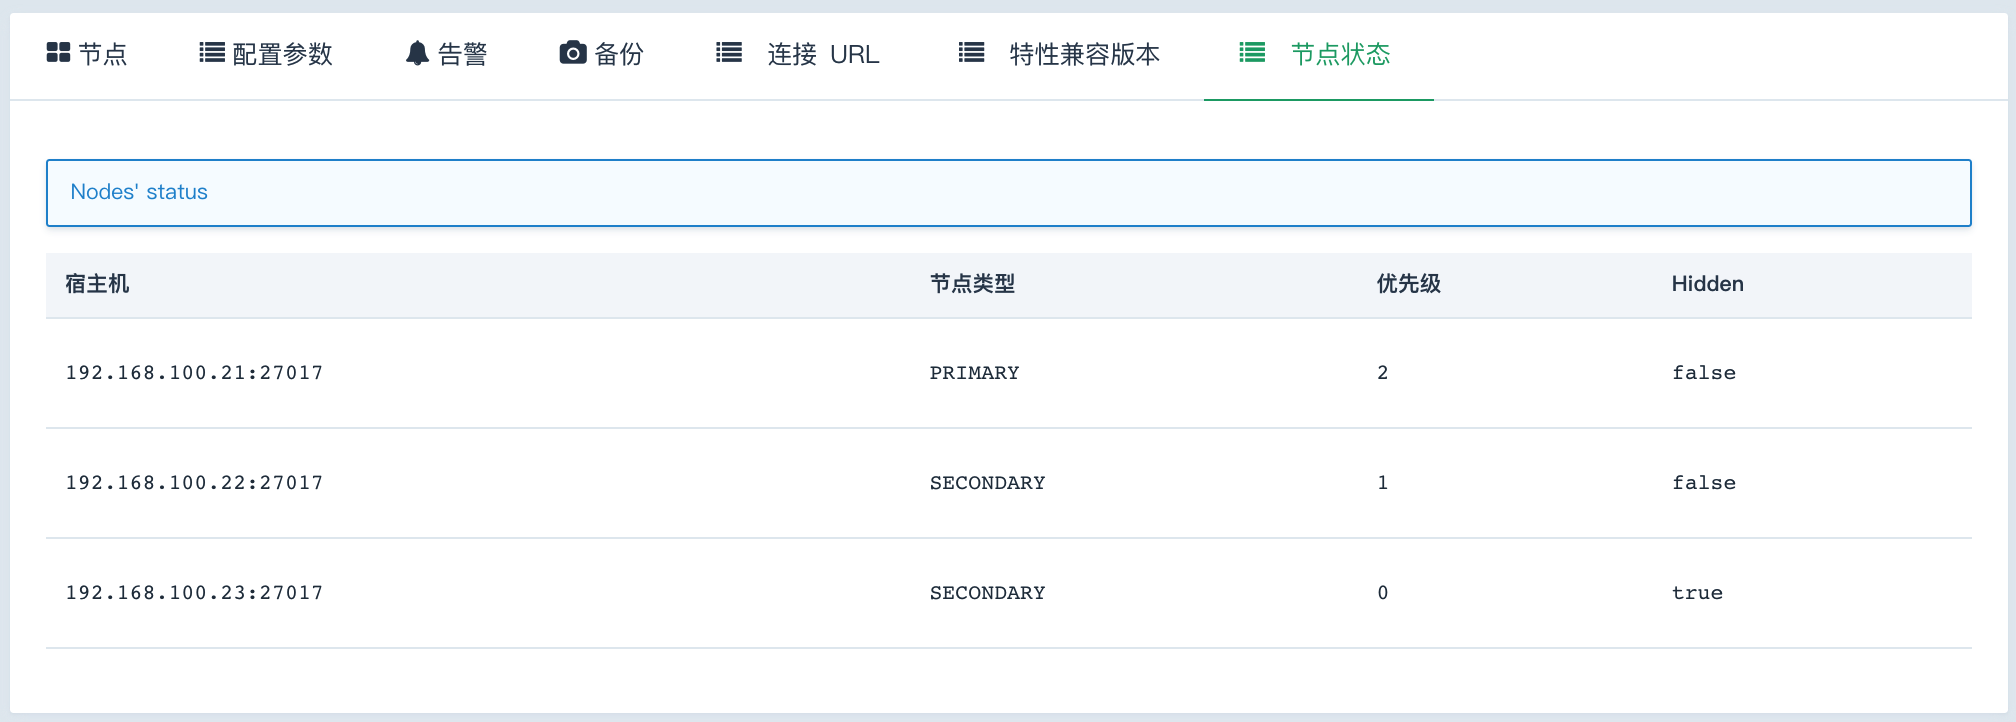 节点 配置参数 告警 备份 连接 URL 特性兼容版本 节点状态
Nodes' status
宿主机 节点类型 优先级 Hidden
192.168.100.21:27017 PRIMARY 2 false
192.168.100.22:27017 SECONDARY 1 false
192.168.100.23:27017 SECONDARY 0 true